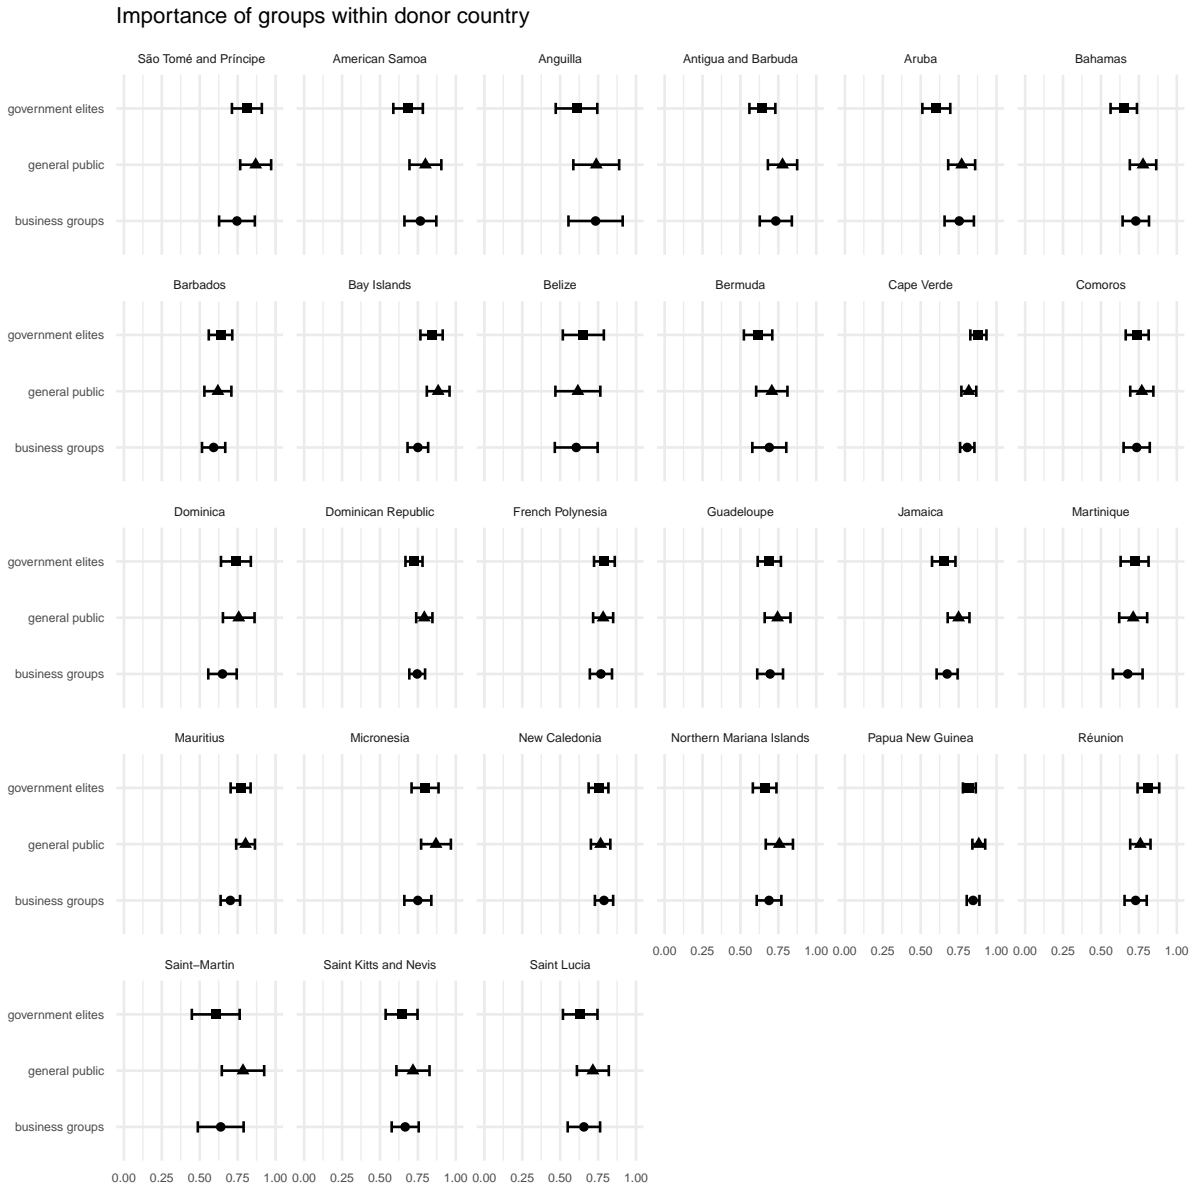 Importance of groups within donor country
São Tomé and Príncipe American Samoa Anguilla Antigua and Barbuda Aruba Bahamas
government elites
general public
business groups
Barbados Bay Islands Belize Bermuda Cape Verde Comoros
government elites
general public
business groups
Dominica Dominican Republic French Polynesia Guadeloupe Jamaica Martinique
government elites
general public
business groups
Mauritius Micronesia New Caledonia Northern Mariana Islands Papua New Guinea Réunion
government elites
general public
business groups
0.00 0.25 0.50 0.75 1.00 0.00 0.25 0.50 0.75 1.00 0.00 0.25 0.50 0.75 1.00
Saint–Martin Saint Kitts and Nevis Saint Lucia
government elites
general public
business groups
0.00 0.25 0.50 0.75 1.00 0.00 0.25 0.50 0.75 1.00 0.00 0.25 0.50 0.75 1.00